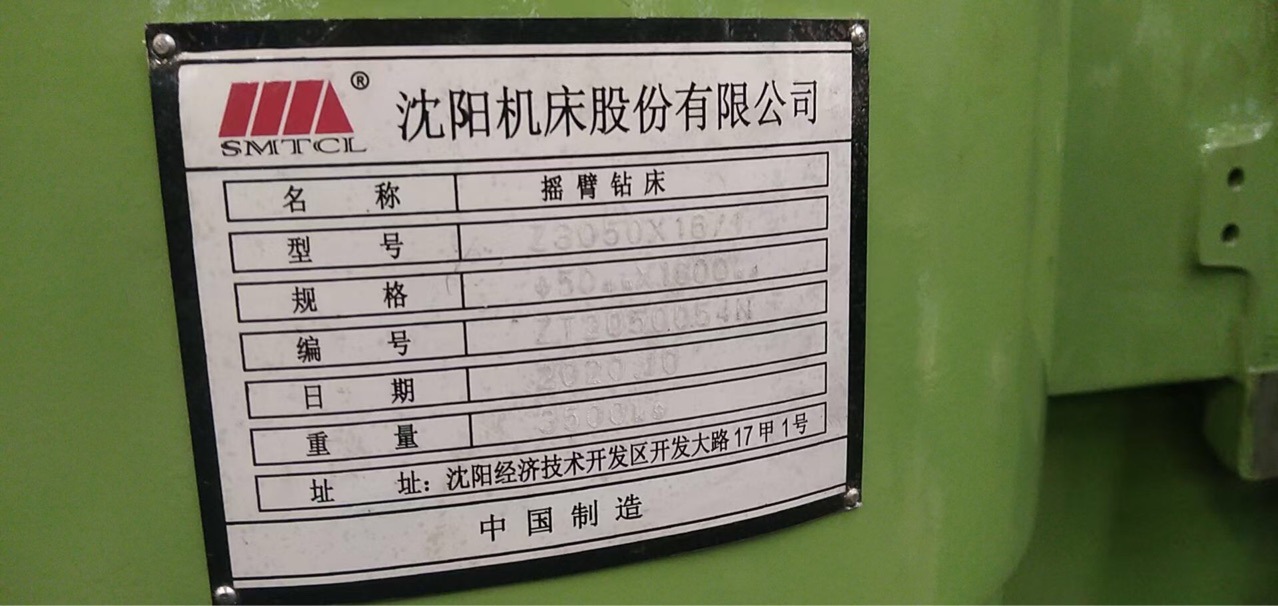 SMTCL ® 沈阳机床股份有限公司
名称 摇臂钻床
型号 Z3050X16/1
规格 φ50mmX1600mm
编号
日期 2020.10
重量 3500kg
址 址：沈阳经济技术开发区开发大路17甲1号
中国制造